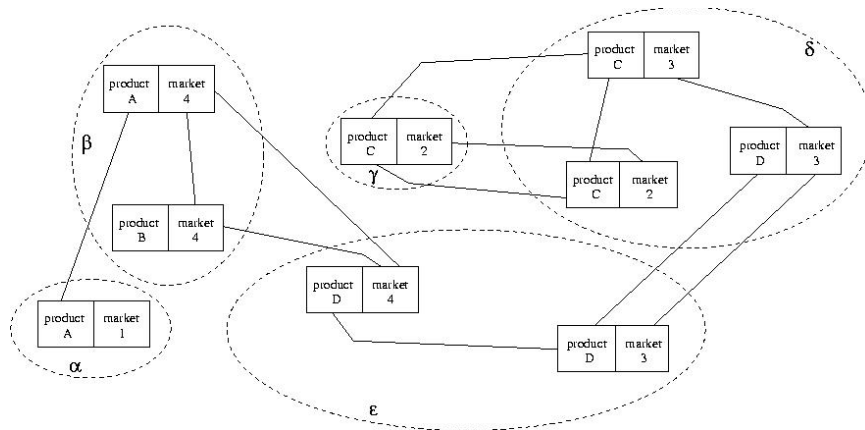 δ
product market
C 3
product market
A 4
product market
C 2
product market
D 3
β
γ
product market
C 2
product market
B 4
product market
D 4
product market
A 1
product market
D 3
α
ε